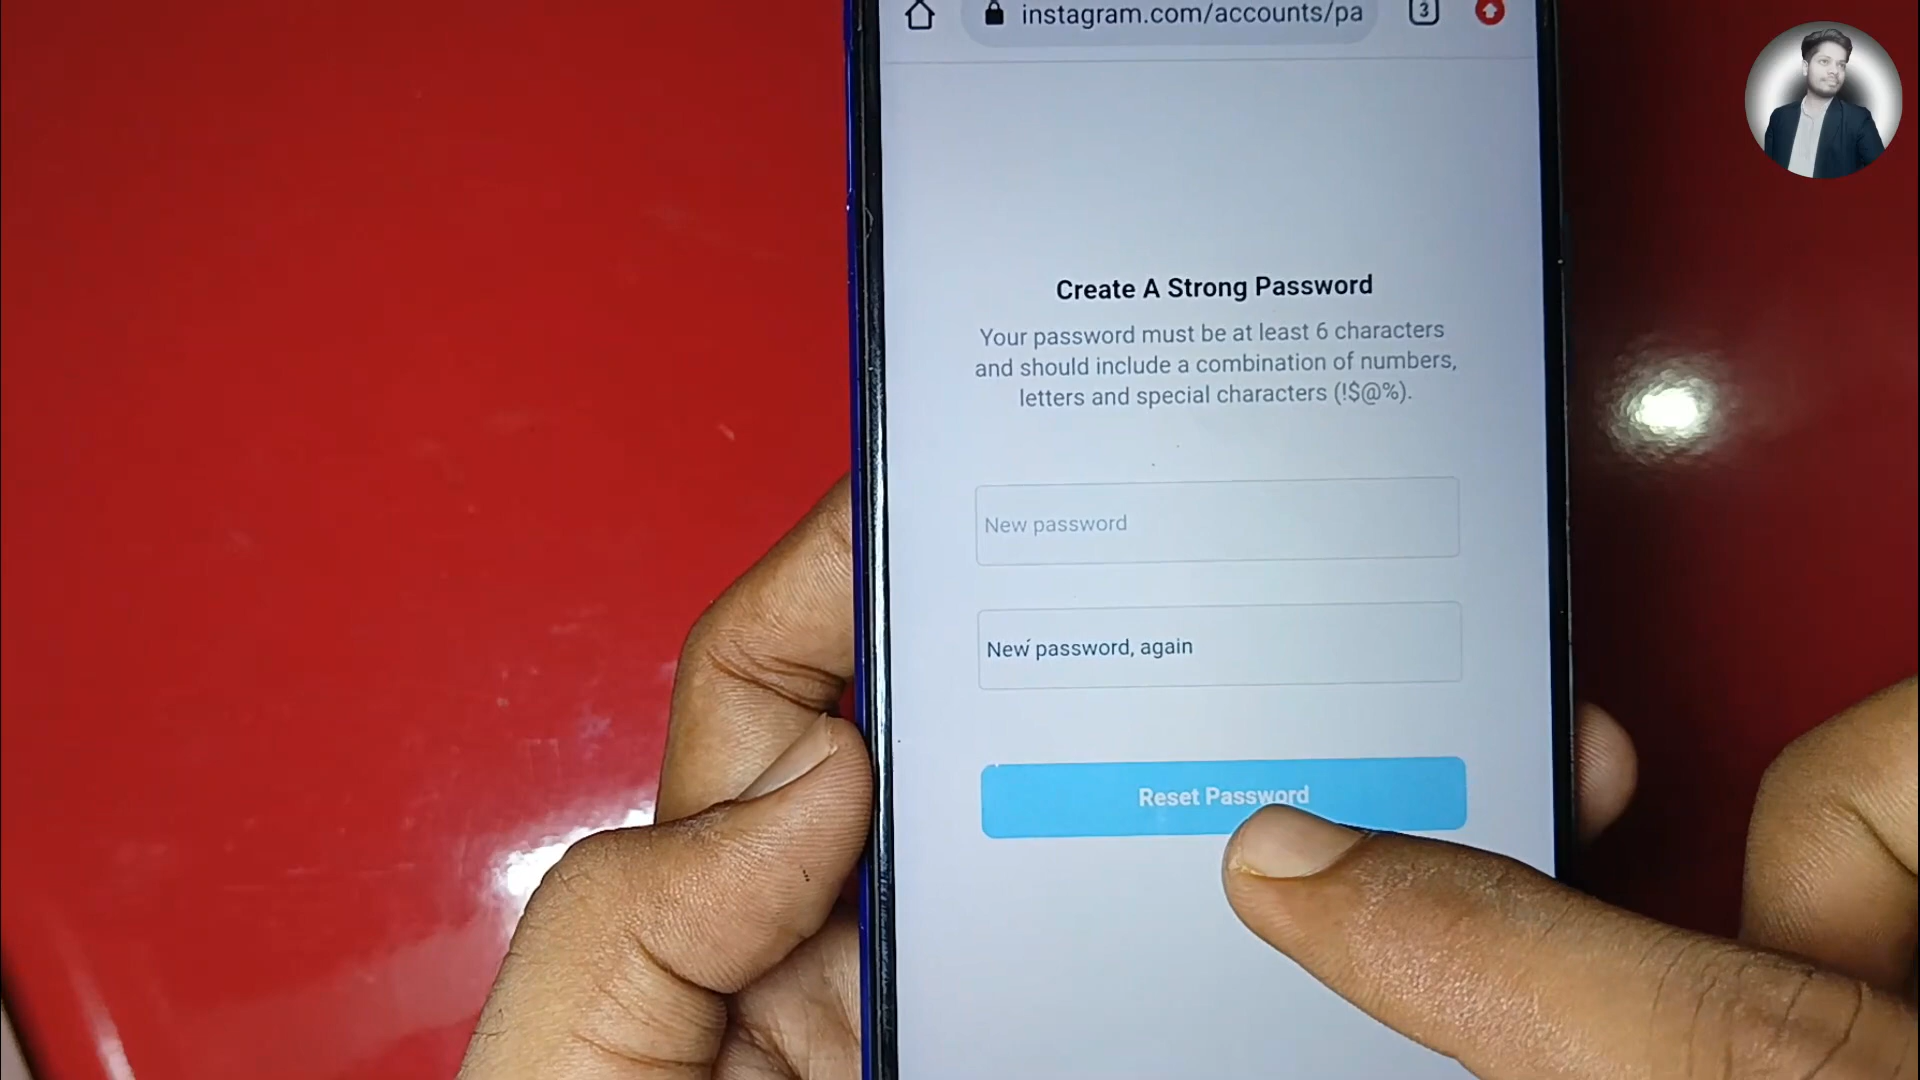 instagram.com/accounts/pa
3
Create A Strong Password
Your password must be at least 6 characters
and should include a combination of numbers,
letters and special characters (!$@%).
New password
New password, again
Reset Password